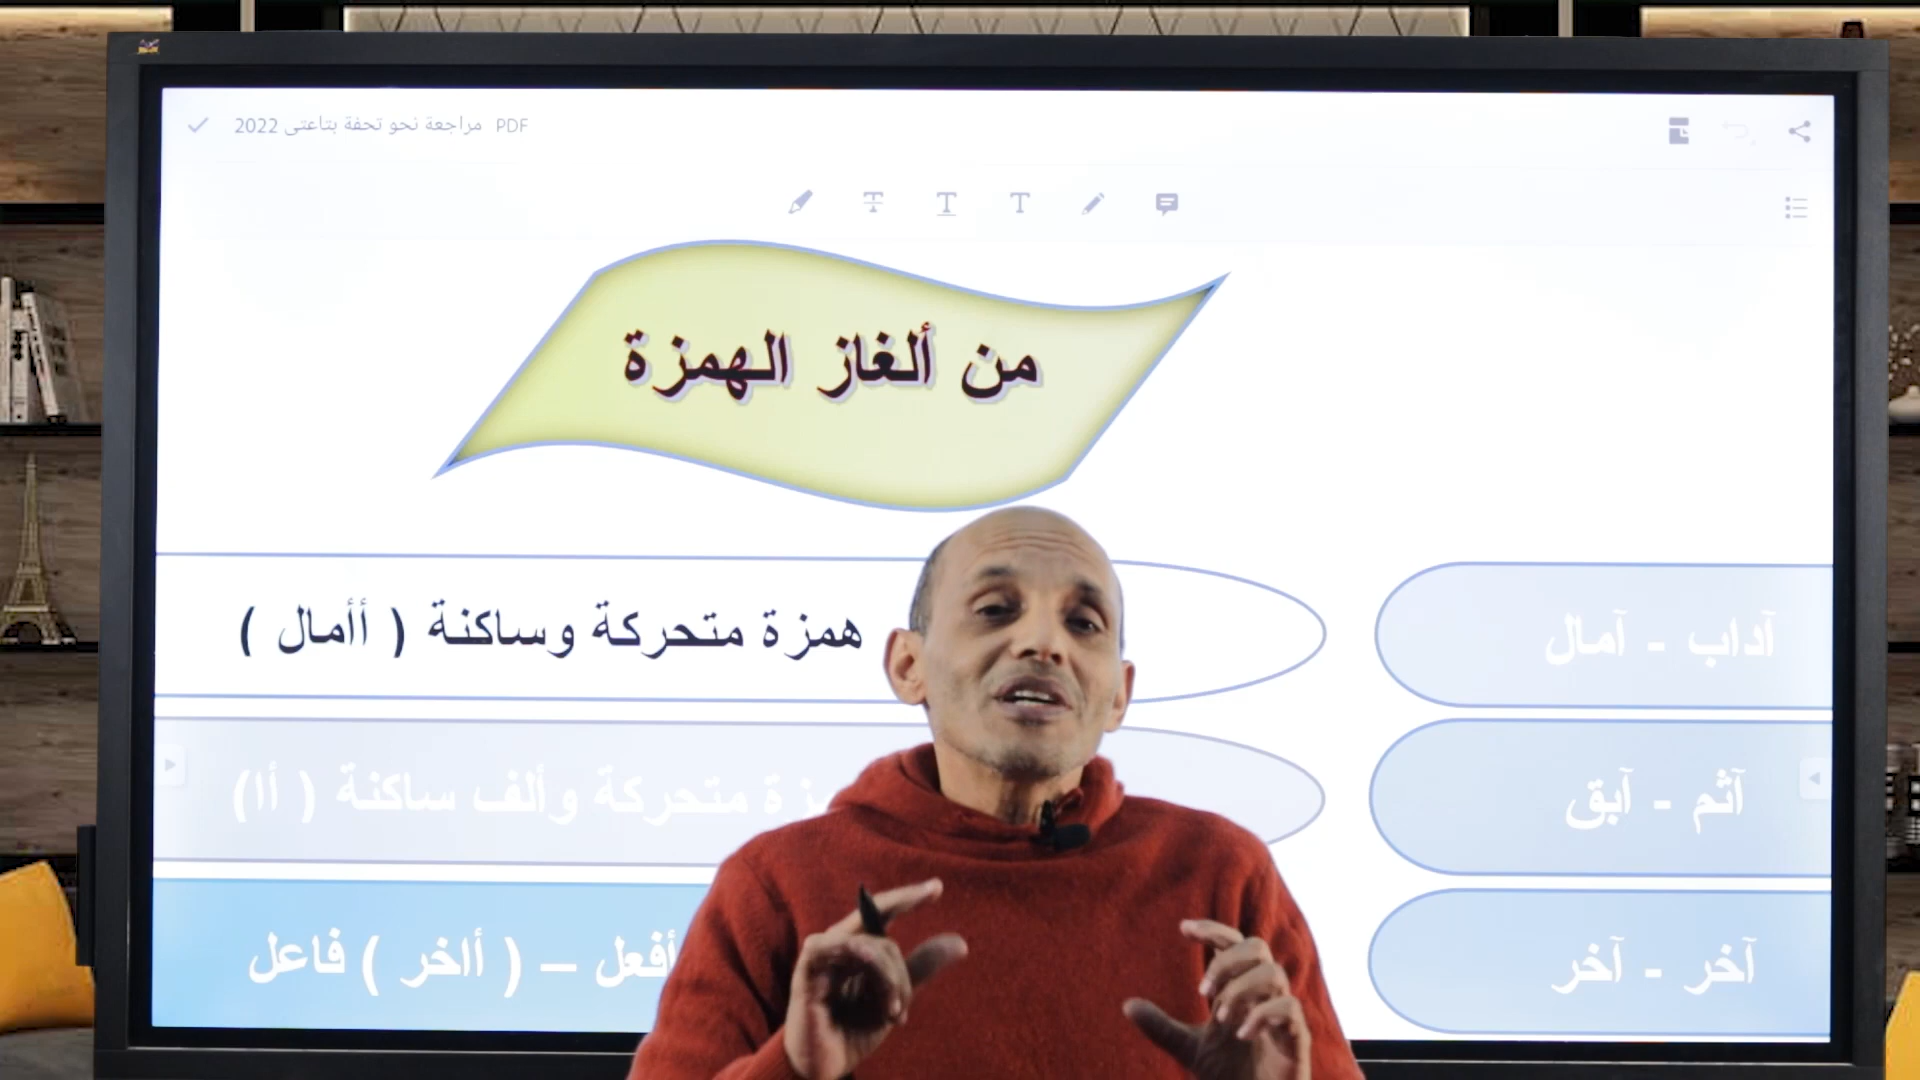 مراجعة نحو تحفة بتاعتى 2022 PDF
من ألغاز الهمزة
آداب - آمال
همزة متحركة وساكنة ( أأمال )
آثم - آبق
متحركة وألف ساكنة ( أا)
آخر - آخر
أفعل – ( أاخر ) فاعل